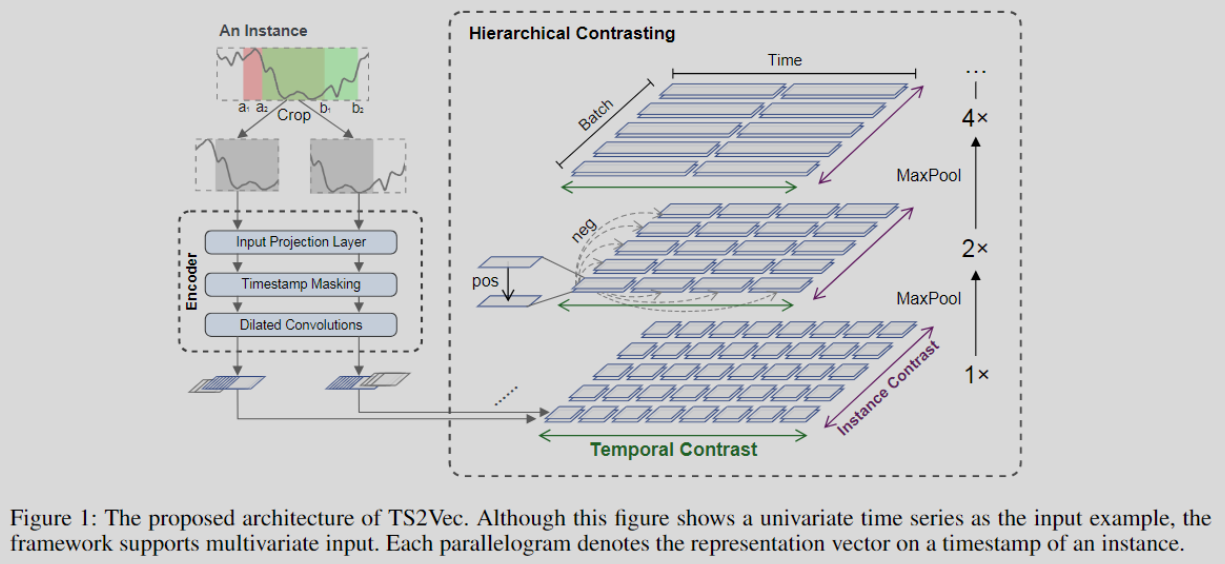 An Instance
a₁ a₂ b₁ b₂
Crop
Encoder
Input Projection Layer
Timestamp Masking
Dilated Convolutions
Hierarchical Contrasting
Time
Batch
...
4×
MaxPool
neg
pos
2×
MaxPool
1×
Instance Contrast
Temporal Contrast
Figure 1: The proposed architecture of TS2Vec. Although this figure shows a univariate time series as the input example, the
framework supports multivariate input. Each parallelogram denotes the representation vector on a timestamp of an instance.